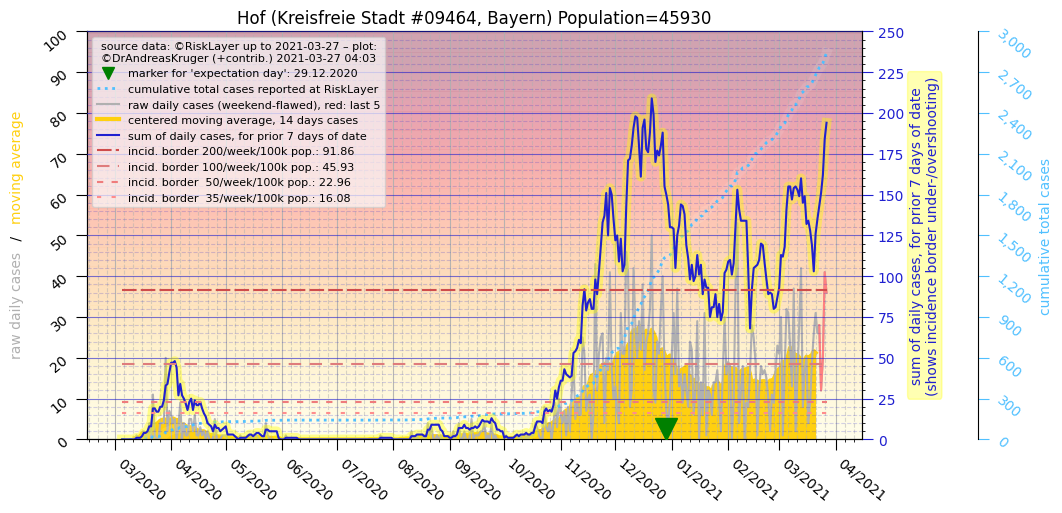 Hof (Kreisfreie Stadt #09464, Bayern) Population=45930
source data: ©RiskLayer up to 2021-03-27 – plot:
©DrAndreasKruger (+contrib.) 2021-03-27 04:03
marker for 'expectation day': 29.12.2020
cumulative total cases reported at RiskLayer
raw daily cases (weekend-flawed), red: last 5
centered moving average, 14 days cases
sum of daily cases, for prior 7 days of date
incid. border 200/week/100k pop.: 91.86
incid. border 100/week/100k pop.: 45.93
incid. border  50/week/100k pop.: 22.96
incid. border  35/week/100k pop.: 16.08
raw daily cases / moving average
100
90
80
70
60
50
40
30
20
10
0
03/2020
04/2020
05/2020
06/2020
07/2020
08/2020
09/2020
10/2020
11/2020
12/2020
01/2021
02/2021
03/2021
04/2021
250
225
200
175
150
125
100
75
50
25
0
sum of daily cases, for prior 7 days of date
(shows incidence border under-/overshooting)
3,000
2,700
2,400
2,100
1,800
1,500
1,200
900
600
300
0
cumulative total cases